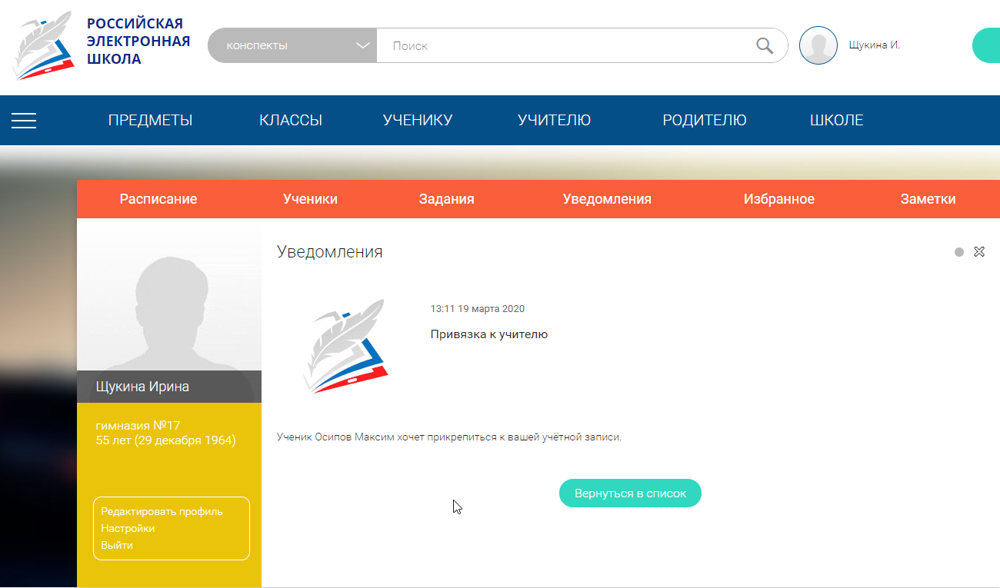 РОССИЙСКАЯ
ЭЛЕКТРОННАЯ
ШКОЛА
конспекты
Поиск
Щукина И.
ПРЕДМЕТЫ КЛАССЫ УЧЕНИКУ УЧИТЕЛЮ РОДИТЕЛЮ ШКОЛЕ
Расписание Ученики Задания Уведомления Избранное Заметки
Уведомления
13:11 19 марта 2020
Привязка к учителю
Щукина Ирина
гимназия №17
55 лет (29 декабря 1964)
Ученик Осипов Максим хочет прикрепиться к вашей учётной записи.
Вернуться в список
Редактировать профиль
Настройки
Выйти